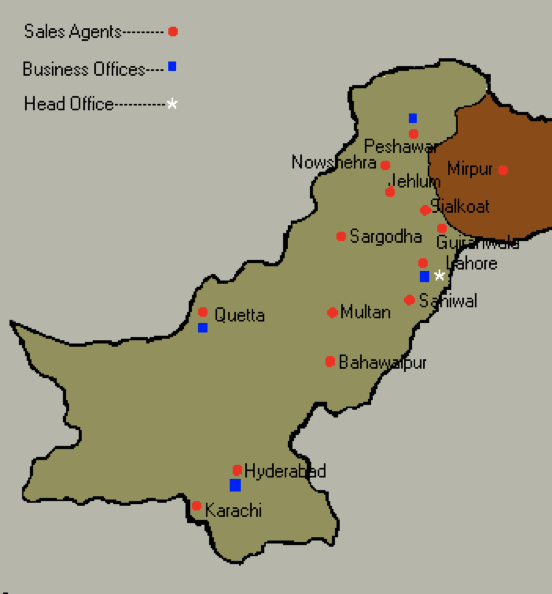 Sales Agents--------
Business Offices---
Head Office----------
Peshawar
Nowshehra
Mirpur
Jehlum
Sialkoat
Sargodha
Gujranwala
Lahore
Sahiwal
Quetta
Multan
Bahawalpur
Hyderabad
Karachi